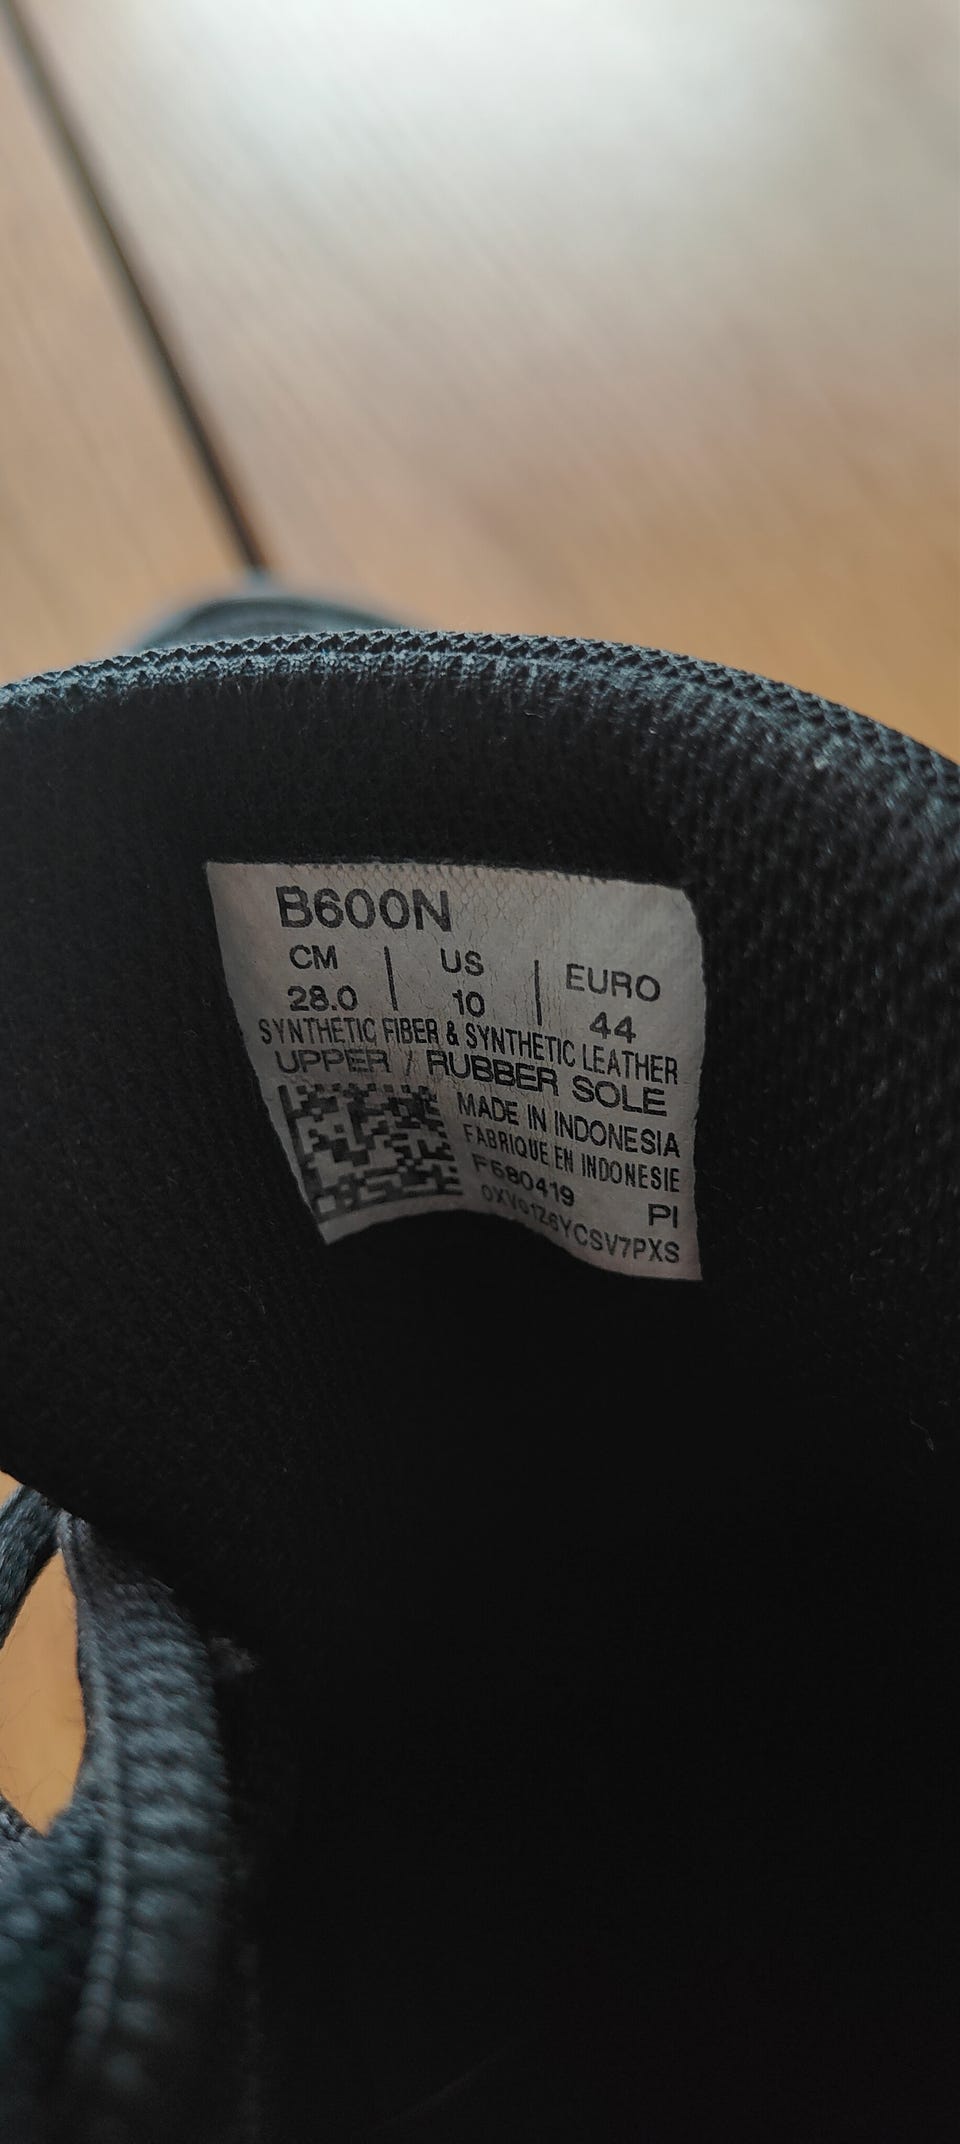 B600N
CM | US | EURO
28.0 | 10 | 44
SYNTHETIC FIBER & SYNTHETIC LEATHER
UPPER / RUBBER SOLE
MADE IN INDONESIA
FABRIQUE EN INDONESIE
F680419 PI